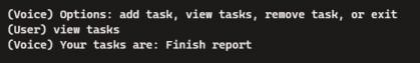 (Voice) Options: add task, view tasks, remove task, or exit
(User) view tasks
(Voice) Your tasks are: Finish report